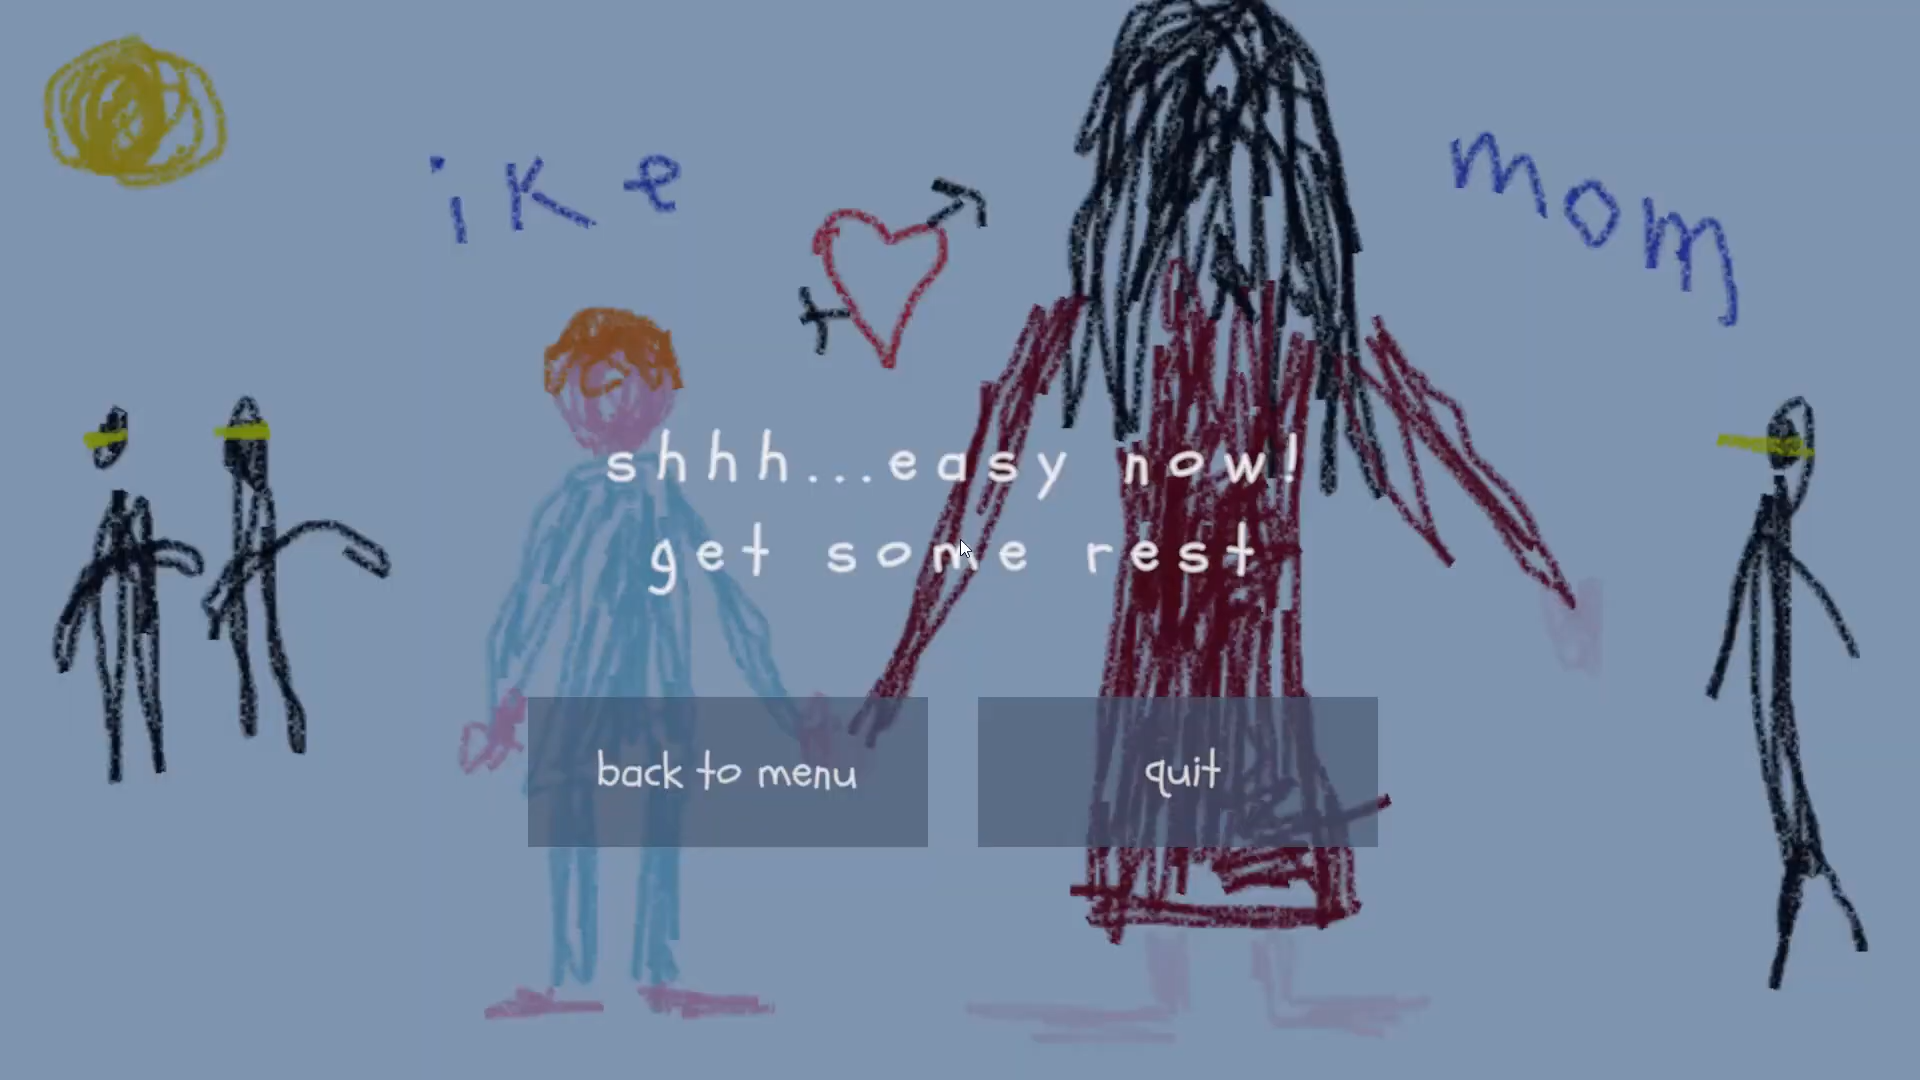 ike
mom
shhh...easy now!
get some rest
back to menu
quit